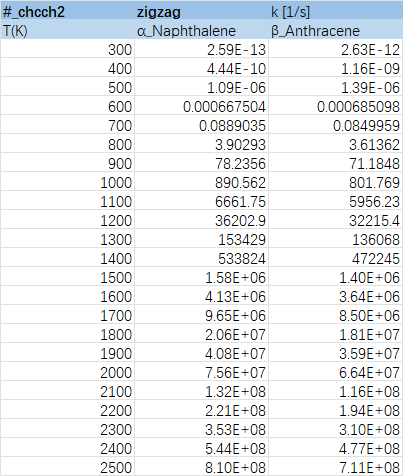 #_chcch2 zigzag k [1/s]
T(K) α_Naphthalene β_Anthracene
300 2.59E-13 2.63E-12
400 4.44E-10 1.16E-09
500 1.09E-06 1.39E-06
600 0.000667504 0.000685098
700 0.0889035 0.0849959
800 3.90293 3.61362
900 78.2356 71.1848
1000 890.562 801.769
1100 6661.75 5956.23
1200 36202.9 32215.4
1300 153429 136068
1400 533824 472245
1500 1.58E+06 1.40E+06
1600 4.13E+06 3.64E+06
1700 9.65E+06 8.50E+06
1800 2.06E+07 1.81E+07
1900 4.08E+07 3.59E+07
2000 7.56E+07 6.64E+07
2100 1.32E+08 1.16E+08
2200 2.21E+08 1.94E+08
2300 3.53E+08 3.10E+08
2400 5.44E+08 4.77E+08
2500 8.10E+08 7.11E+08